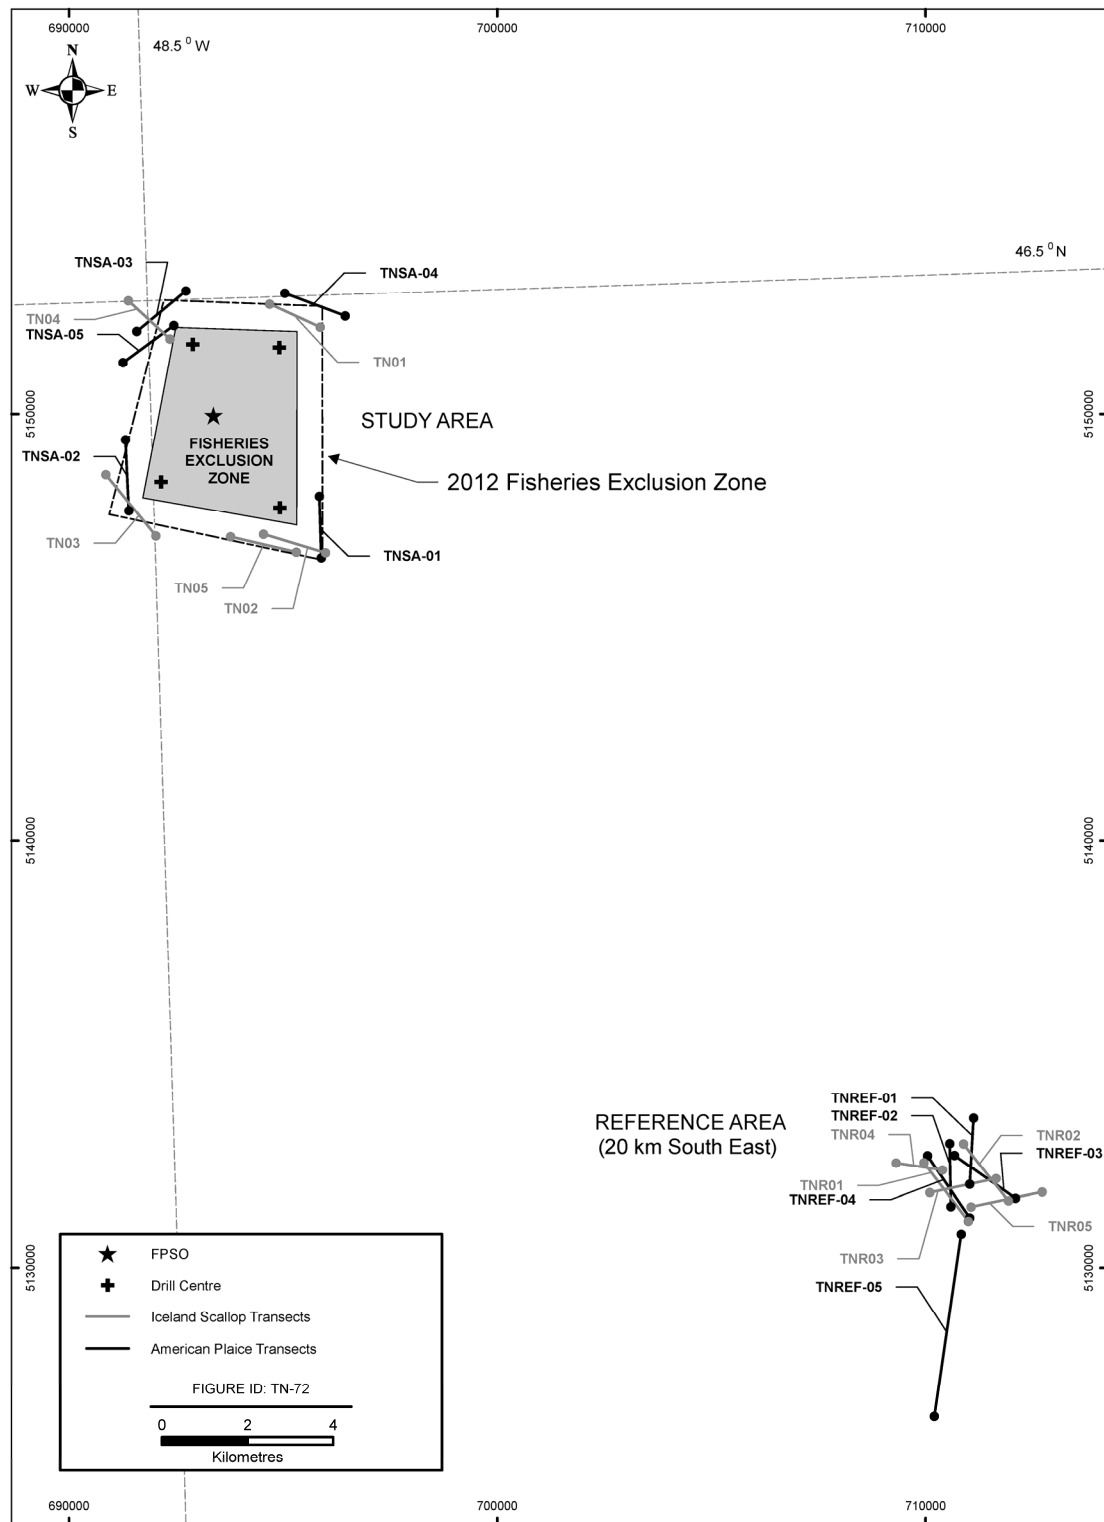 690000
700000
710000
48.5 0 W
N
W E
S
46.5 0 N
TNSA-03
TNSA-04
TN04
TNSA-05
TN01
5150000
5150000
STUDY AREA
FISHERIES
EXCLUSION
ZONE
TNSA-02
2012 Fisheries Exclusion Zone
TN03
TNSA-01
TN05
TN02
5140000
5140000
TNREF-01
REFERENCE AREA
(20 km South East)
TNREF-02
TNR04
TNR02
TNREF-03
TNR01
TNREF-04
TNR05
TNR03
5130000
5130000
TNREF-05
FPSO
Drill Centre
Iceland Scallop Transects
American Plaice Transects
FIGURE ID: TN-72
0 2 4
Kilometres
690000
700000
710000